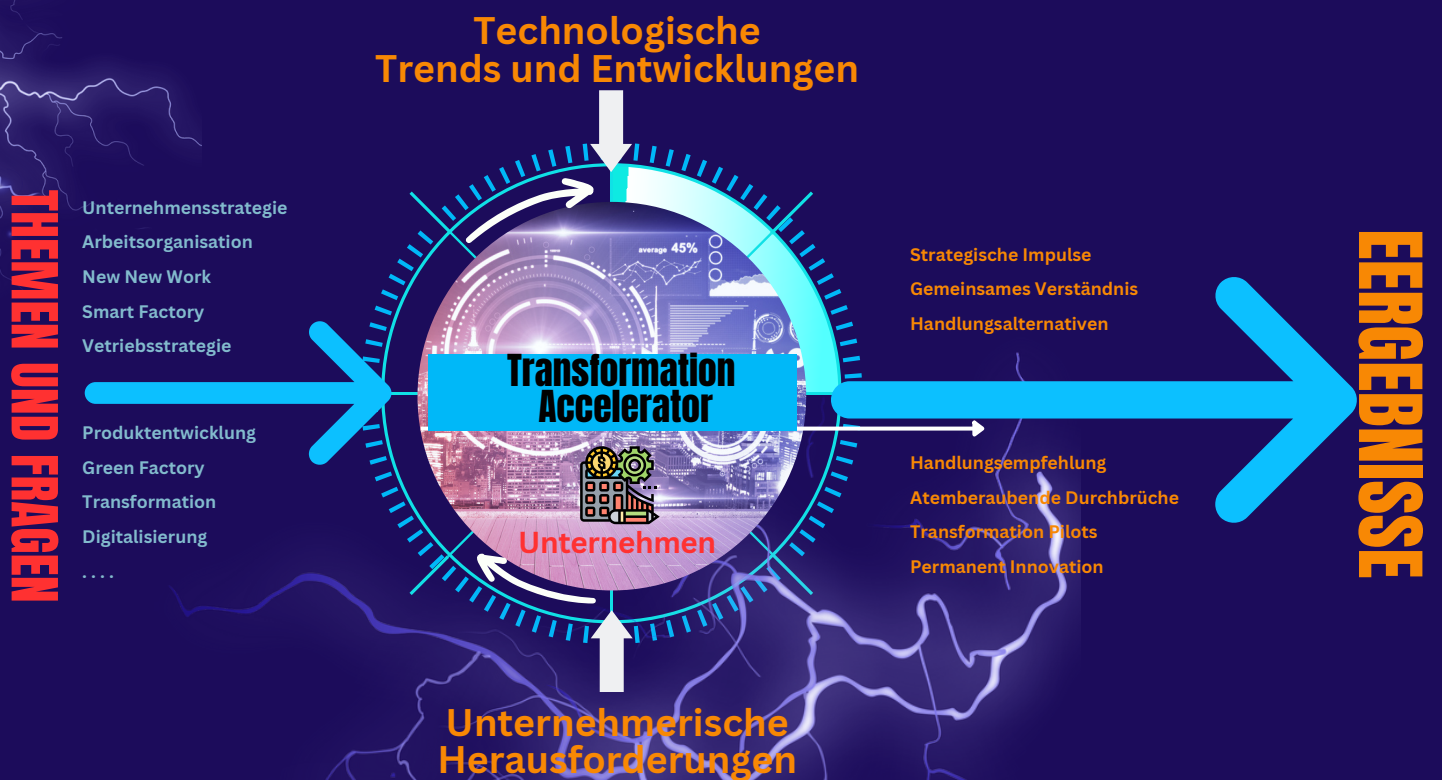 Technologische
Trends und Entwicklungen
THEMEN UND FRAGEN
Unternehmensstrategie
Arbeitsorganisation
New New Work
Smart Factory
Vetriebsstrategie
Produktentwicklung
Green Factory
Transformation
Digitalisierung
. . . .
average 45%
Transformation
Accelerator
Unternehmen
Strategische Impulse
Gemeinsames Verständnis
Handlungsalternativen
Handlungsempfehlung
Atemberaubende Durchbrüche
Transformation Pilots
Permanent Innovation
EERGEBNISSE
Unternehmerische
Herausforderungen